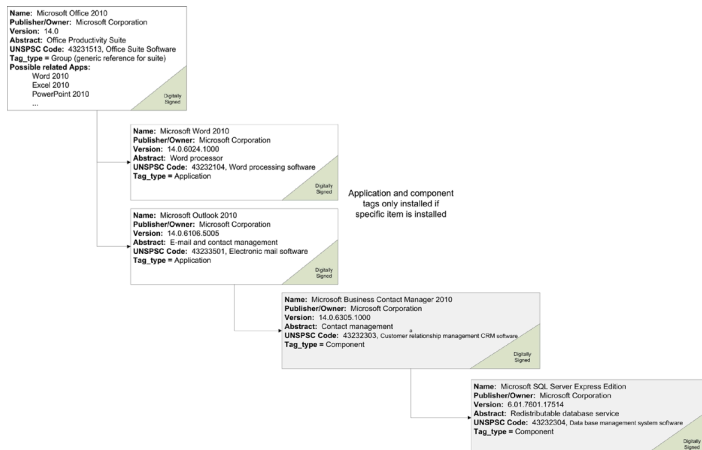 Name: Microsoft Office 2010
Publisher/Owner: Microsoft Corporation
Version: 14.0
Abstract: Office Productivity Suite
UNSPSC Code: 43231513, Office Suite Software
Tag_type = Group (generic reference for suite)
Possible related Apps:
Word 2010
Excel 2010
PowerPoint 2010
...
Digitally
Signed
Name: Microsoft Word 2010
Publisher/Owner: Microsoft Corporation
Version: 14.0.6024.1000
Abstract: Word processor
UNSPSC Code: 43232104, Word processing software
Tag_type = Application
Digitally
Signed
Application and component
tags only installed if
specific item is installed
Name: Microsoft Outlook 2010
Publisher/Owner: Microsoft Corporation
Version: 14.0.6106.5005
Abstract: E-mail and contact management
UNSPSC Code: 43233501, Electronic mail software
Tag_type = Application
Digitally
Signed
Name: Microsoft Business Contact Manager 2010
Publisher/Owner: Microsoft Corporation
Version: 14.0.6305.1000
Abstract: Contact management
UNSPSC Code: 43232303, Customer relationship management CRM software
Tag_type = Component
Digitally
Signed
Name: Microsoft SQL Server Express Edition
Publisher/Owner: Microsoft Corporation
Version: 6.01.7601.17514
Abstract: Redistributable database service
UNSPSC Code: 43232304, Data base management system software
Tag_type = Component
Digitally
Signed